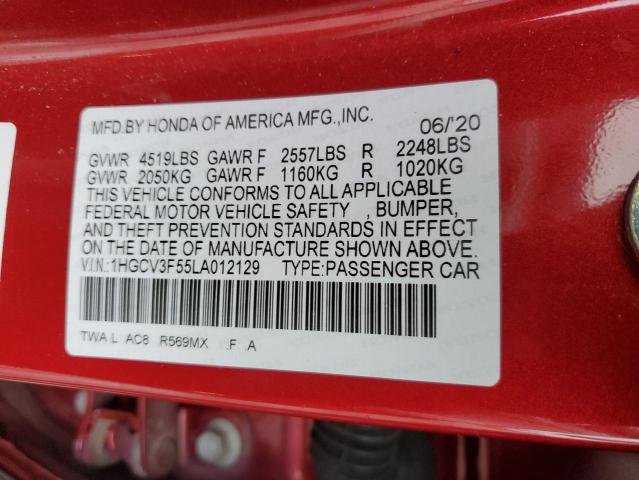 MFD.BY HONDA OF AMERICA MFG.,INC.
06/'20
GVWR 4519LBS GAWR F 2557LBS R 2248LBS
GVWR 2050KG GAWR F 1160KG R 1020KG
THIS VEHICLE CONFORMS TO ALL APPLICABLE
FEDERAL MOTOR VEHICLE SAFETY , BUMPER,
AND THEFT PREVENTION STANDARDS IN EFFECT
ON THE DATE OF MANUFACTURE SHOWN ABOVE.
V.I.N.:1HGCV3F55LA012129 TYPE:PASSENGER CAR
TWA L AC8 R569MX .F .A